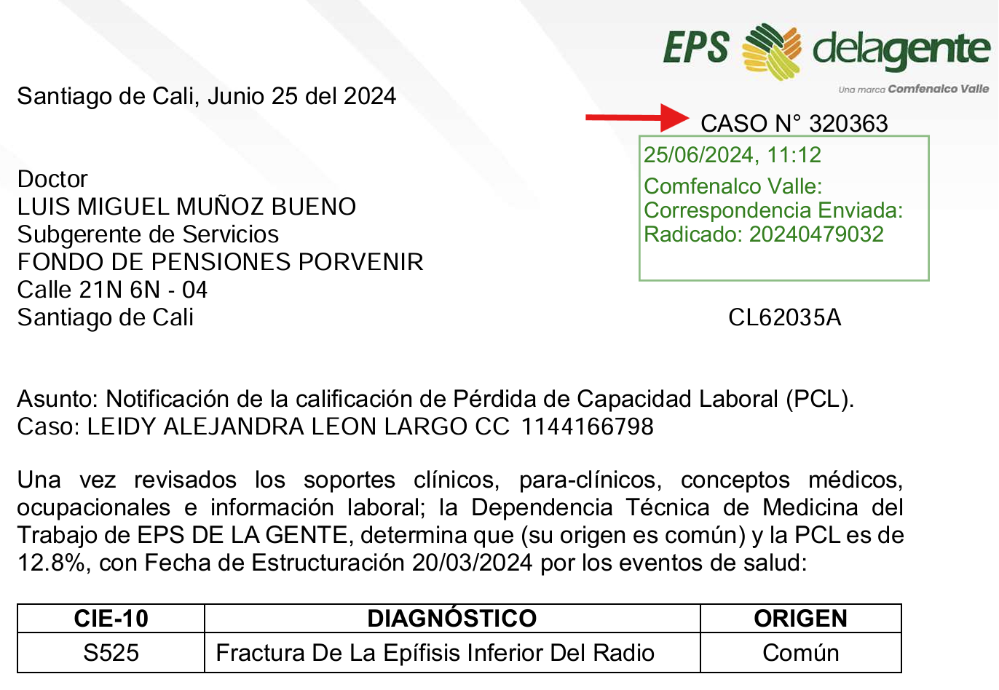 EPS delagente
Una marca Comfenalco Valle
Santiago de Cali, Junio 25 del 2024
CASO N° 320363
25/06/2024, 11:12
Comfenalco Valle:
Correspondencia Enviada:
Radicado: 20240479032
Doctor
LUIS MIGUEL MUÑOZ BUENO
Subgerente de Servicios
FONDO DE PENSIONES PORVENIR
Calle 21N 6N - 04
Santiago de Cali
CL62035A
Asunto: Notificación de la calificación de Pérdida de Capacidad Laboral (PCL).
Caso: LEIDY ALEJANDRA LEON LARGO CC 1144166798
Una vez revisados los soportes clínicos, para-clínicos, conceptos médicos,
ocupacionales e información laboral; la Dependencia Técnica de Medicina del
Trabajo de EPS DE LA GENTE, determina que (su origen es común) y la PCL es de
12.8%, con Fecha de Estructuración 20/03/2024 por los eventos de salud:
CIE-10 DIAGNÓSTICO ORIGEN
S525 Fractura De La Epífisis Inferior Del Radio Común